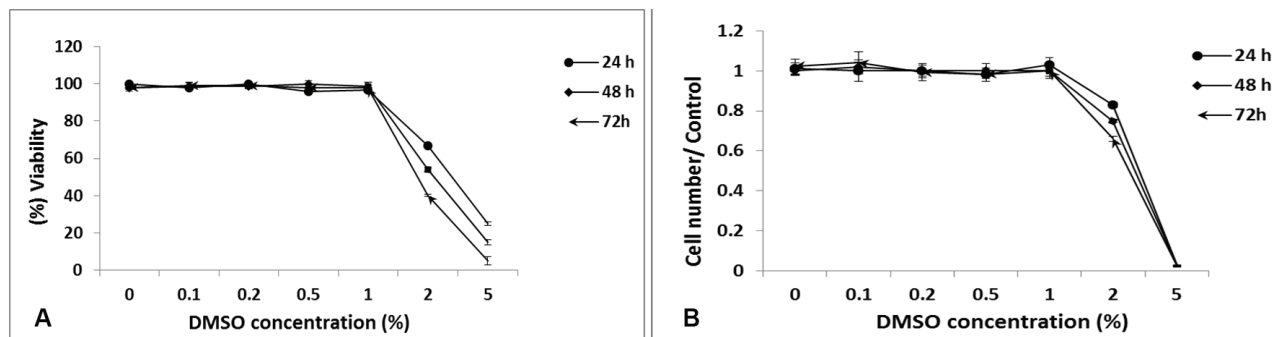 120
100
80
60
40
20
0
(%) Viability
0 0.1 0.2 0.5 1 2 5
DMSO concentration (%)
24 h
48 h
72h
A
1.2
1
0.8
0.6
0.4
0.2
0
Cell number/ Control
0 0.1 0.2 0.5 1 2 5
DMSO concentration (%)
24 h
48 h
72h
B